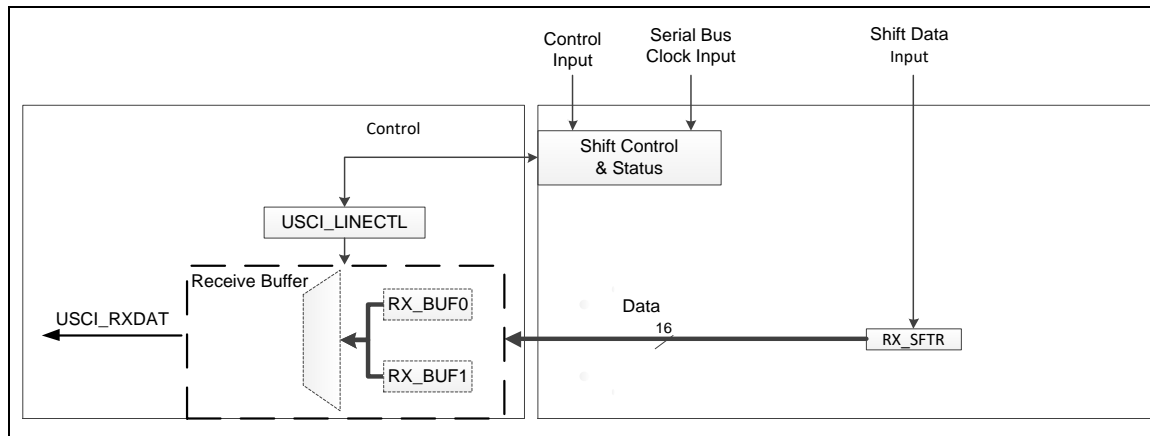 Control
Input
Serial Bus
Clock Input
Shift Data
Input
Control
Shift Control
& Status
USCI_LINECTL
Receive Buffer
RX_BUF0
USCI_RXDAT
Data
16
RX_SFTR
RX_BUF1